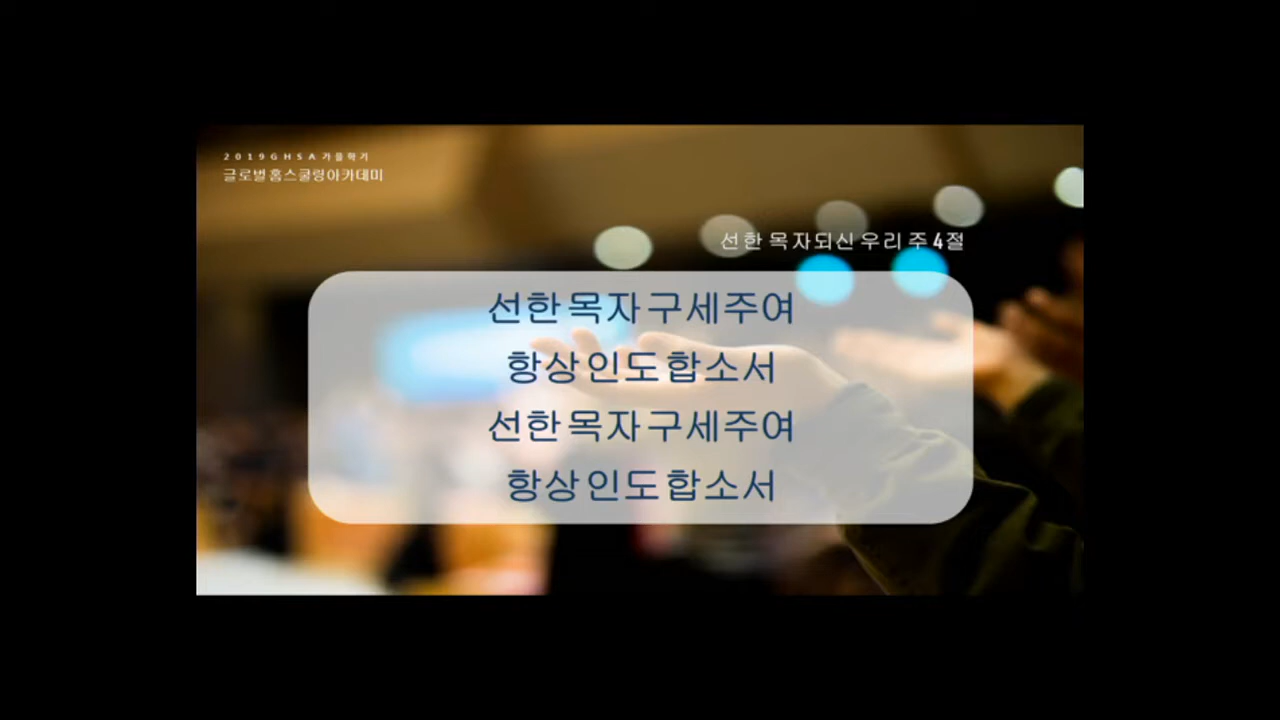 2019GHSA 가을학기
글로벌홈스쿨링아카데미
선한 목자되신 우리 주 4절
선한 목자 구세주여
항상 인도 합소서
선한 목자 구세주여
항상 인도 합소서